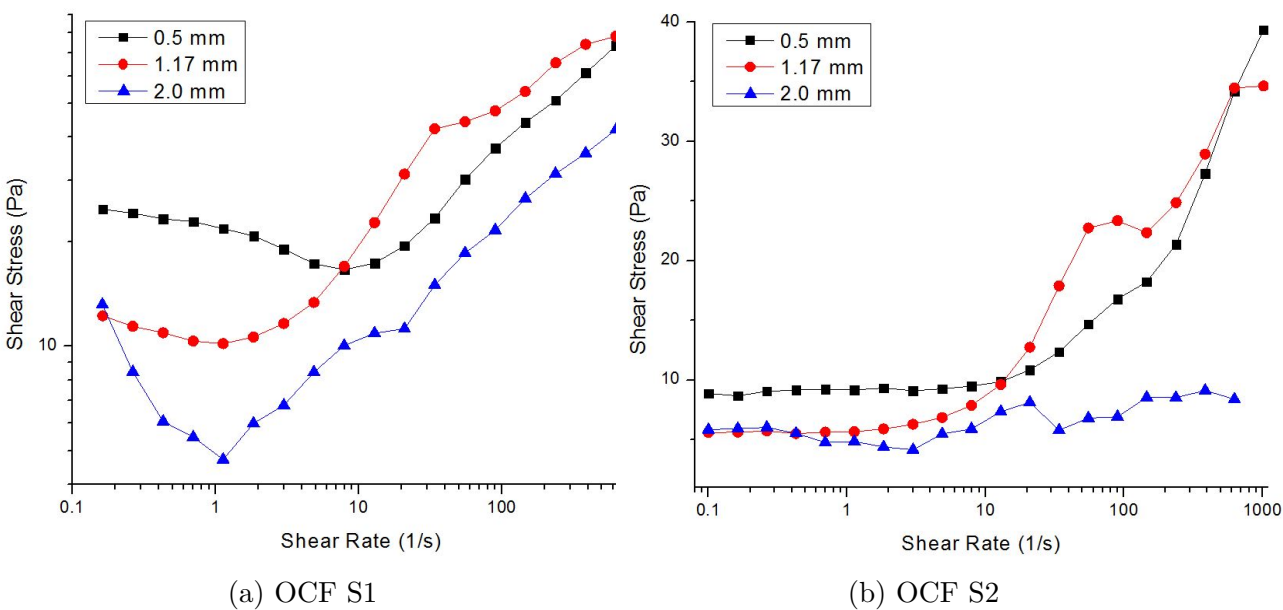 0.5 mm
1.17 mm
2.0 mm
Shear Stress (Pa)
10
0.1 1 10 100
Shear Rate (1/s)
(a) OCF S1
0.5 mm
1.17 mm
2.0 mm
Shear Stress (Pa)
40
30
20
10
0.1 1 10 100 1000
Shear Rate (1/s)
(b) OCF S2